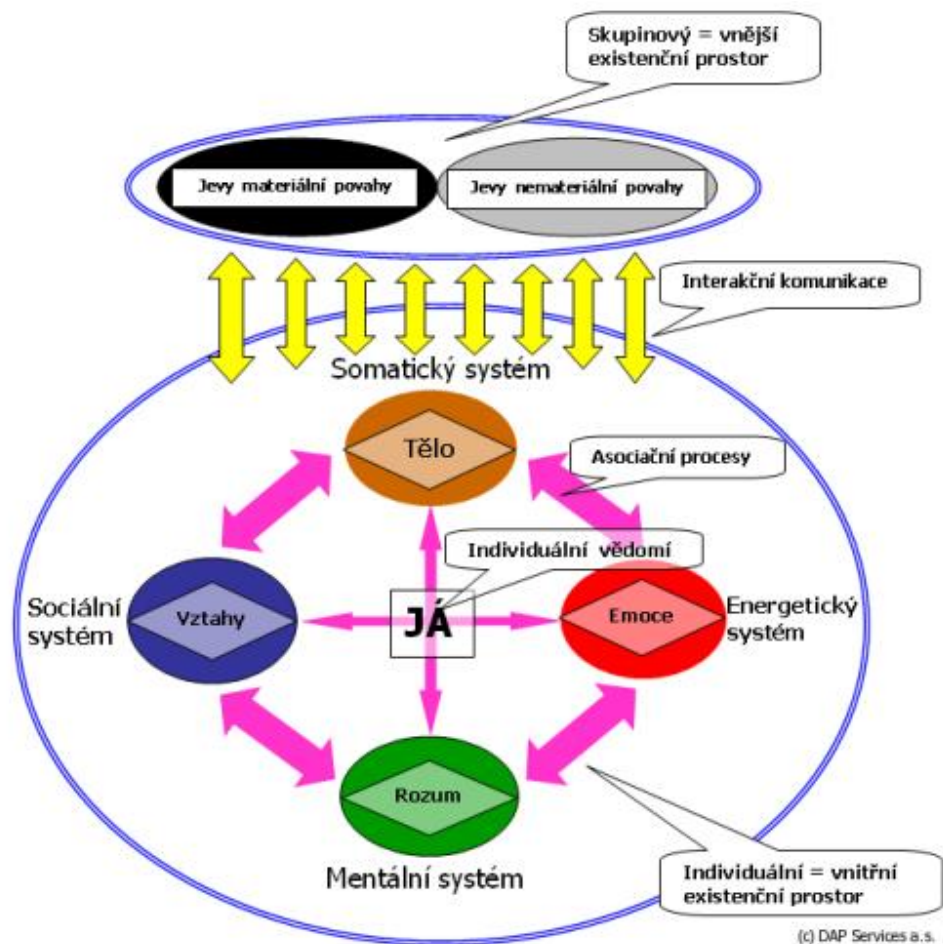 Skupinový = vnější
existenční prostor
Jevy materiální povahy
Jevy nemateriální povahy
Interakční komunikace
Somatický systém
Tělo
Asociační procesy
Individuální vědomí
Sociální
systém
Vztahy
JÁ
Emoce
Energetický
systém
Rozum
Mentální systém
Individuální = vnitřní
existenční prostor
(c) DAP Services a.s.